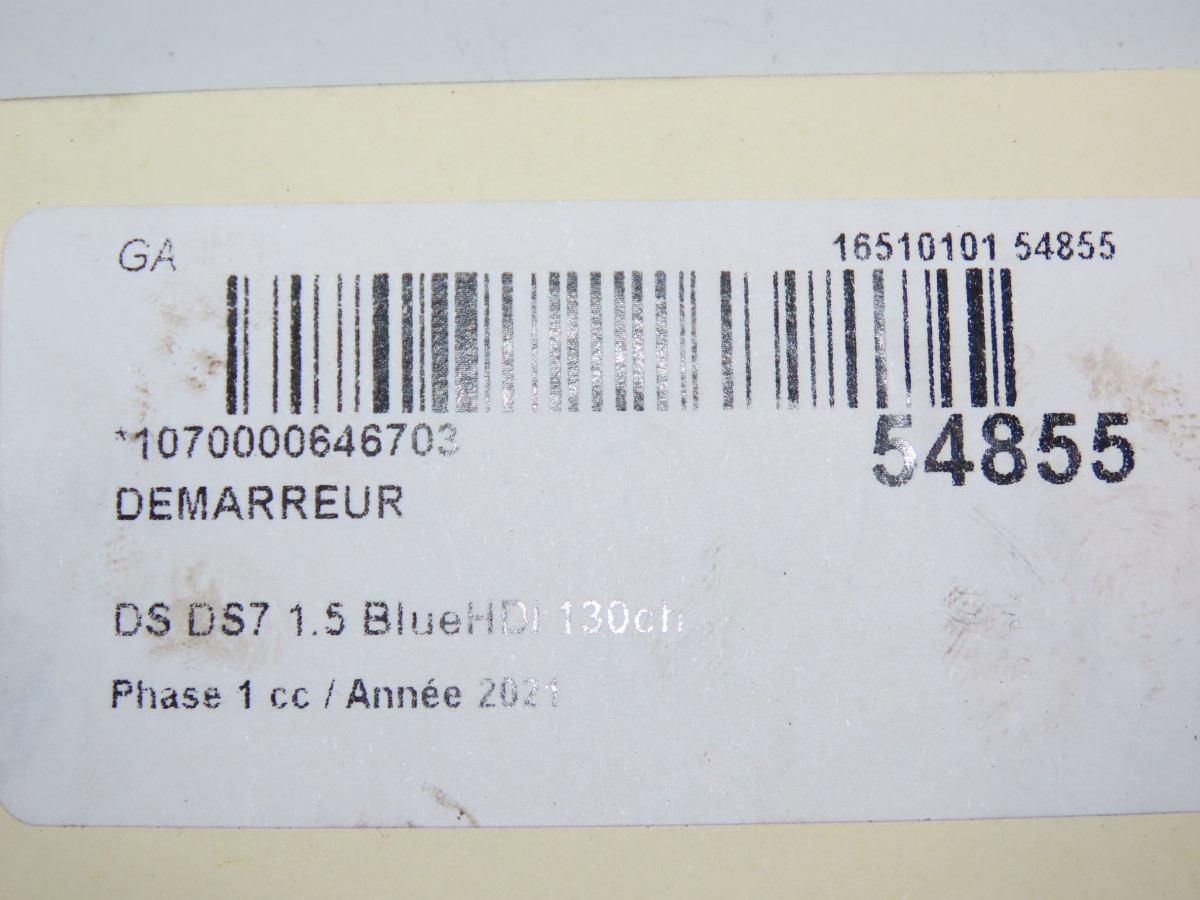 GA
16510101 54855
*1070000646703
54855
DEMARREUR
DS DS7 1.5 BlueHDI 130ch
Phase 1 cc / Année 2021